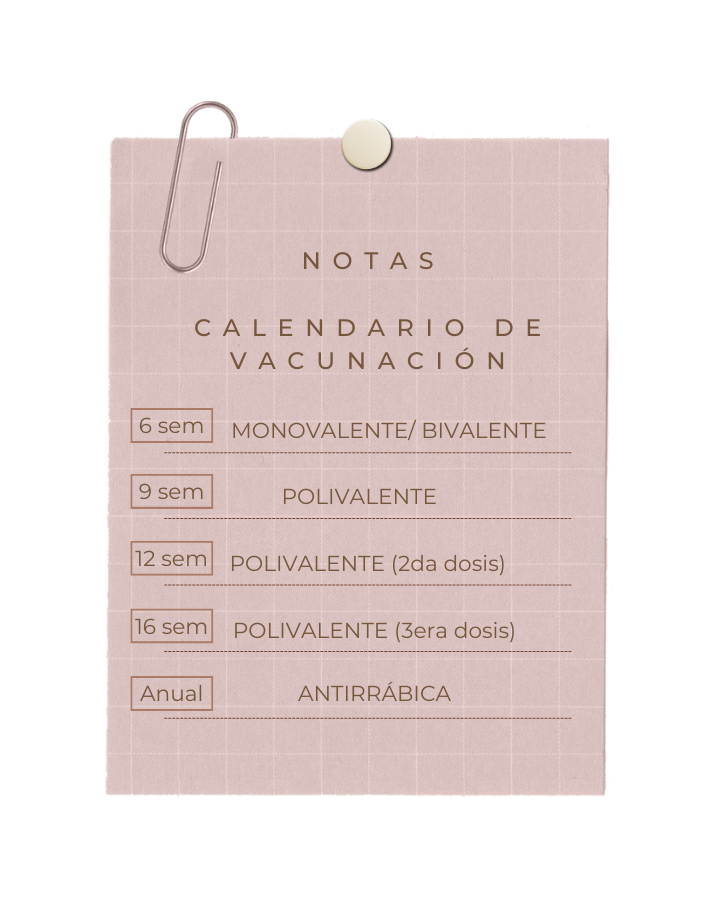 NOTAS
CALENDARIO DE
VACUNACIÓN
6 sem MONOVALENTE/ BIVALENTE
9 sem POLIVALENTE
12 sem POLIVALENTE (2da dosis)
16 sem POLIVALENTE (3era dosis)
Anual ANTIRRÁBICA